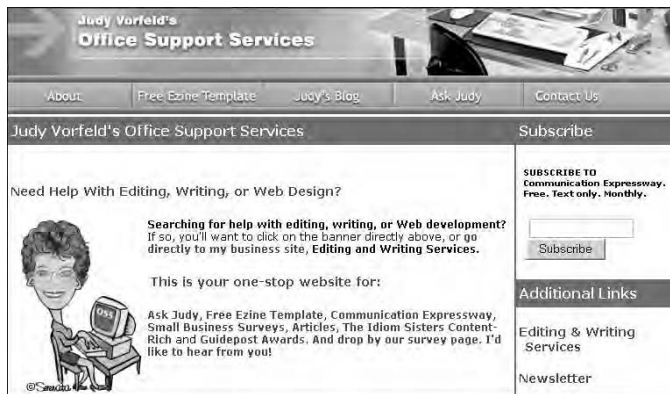 Judy Vorfeld's
Office Support Services
About
Free Ezine Template
Judy's Blog
Ask Judy
Contact Us
Judy Vorfeld's Office Support Services
Need Help With Editing, Writing, or Web Design?
Searching for help with editing, writing, or Web development?
If so, you'll want to click on the banner directly above, or go
directly to my business site, Editing and Writing Services.
This is your one-stop website for:
Ask Judy, Free Ezine Template, Communication Expressway,
Small Business Surveys, Articles, The Idiom Sisters Content-
Rich and Guidepost Awards. And drop by our survey page. I'd
like to hear from you!
OSS
Subscribe
SUBSCRIBE TO
Communication Expressway.
Free. Text only. Monthly.
Subscribe
Additional Links
Editing & Writing
Services
Newsletter